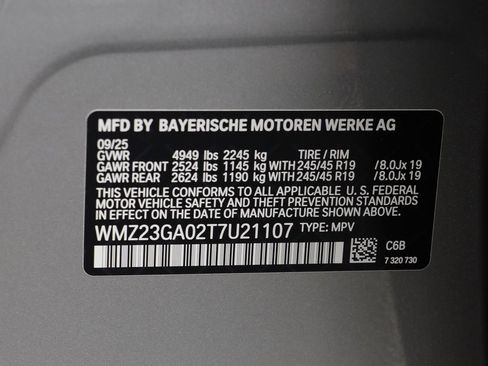 MFD BY BAYERISCHE MOTOREN WERKE AG
09/25
GVWR 4949 lbs 2245 kg TIRE / RIM
GAWR FRONT 2524 lbs 1145 kg WITH 245/45 R19 /8.0Jx 19
GAWR REAR 2624 lbs 1190 kg WITH 245/45 R19 /8.0Jx 19
THIS VEHICLE CONFORMS TO ALL APPLICABLE U. S. FEDERAL
MOTOR VEHICLE SAFETY, BUMPER, AND THEFT PREVENTION
STANDARDS IN EFFECT ON THE DATE OF MANUFACTURE SHOWN ABOVE.
WMZ23GA02T7U21107 TYPE: MPV
C6B
7 320 730